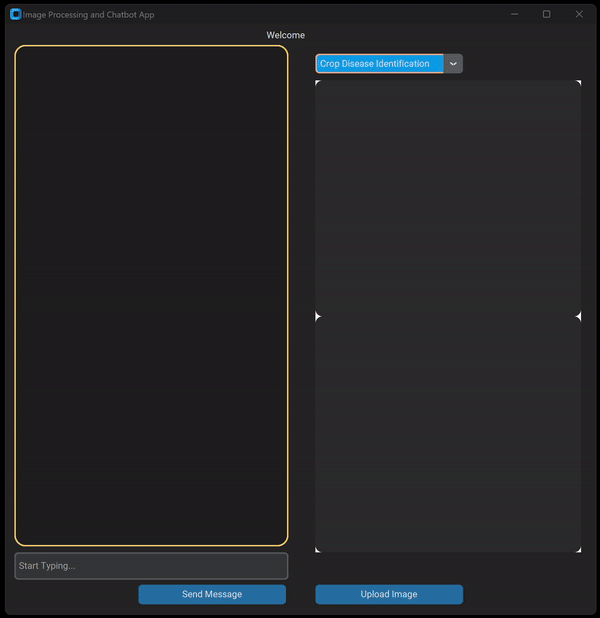 Image Processing and Chatbot App
Welcome
Crop Disease Identification
Start Typing...
Send Message
Upload Image